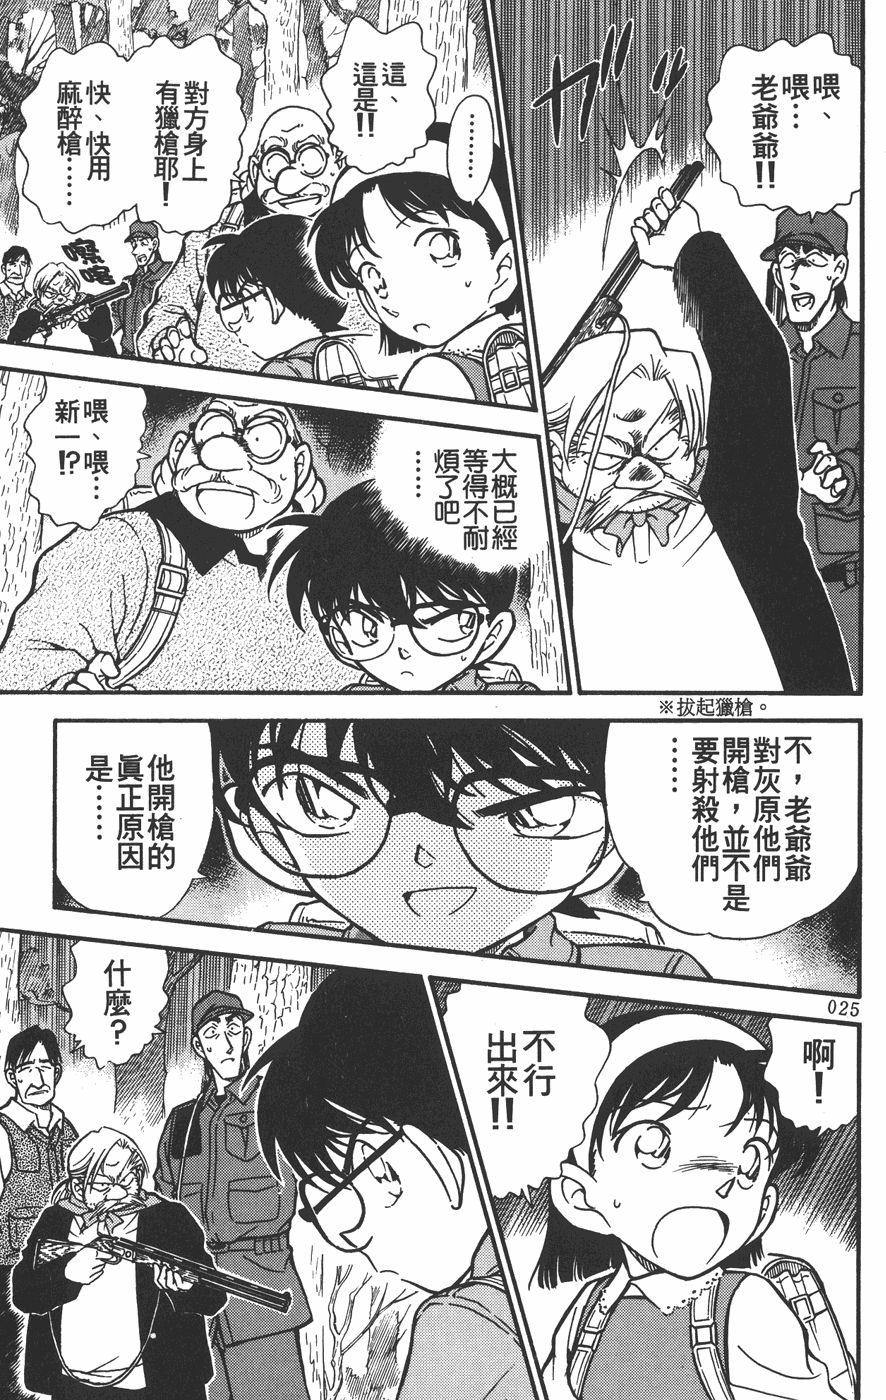 喂、
喂…
老爺爺!!
ガッ
……
這、
這是!!
對方身上
有獵槍耶！
快、快用
麻醉槍……
喀
大概已經
等得不耐
煩了吧
……
喂、喂…
新一!?
※拔起獵槍。
不，老爺爺
對灰原他們
開槍，並不是
要射殺他們
……
他開槍的
真正原因
是……
025
啊！
不行
出來!!
什麼？